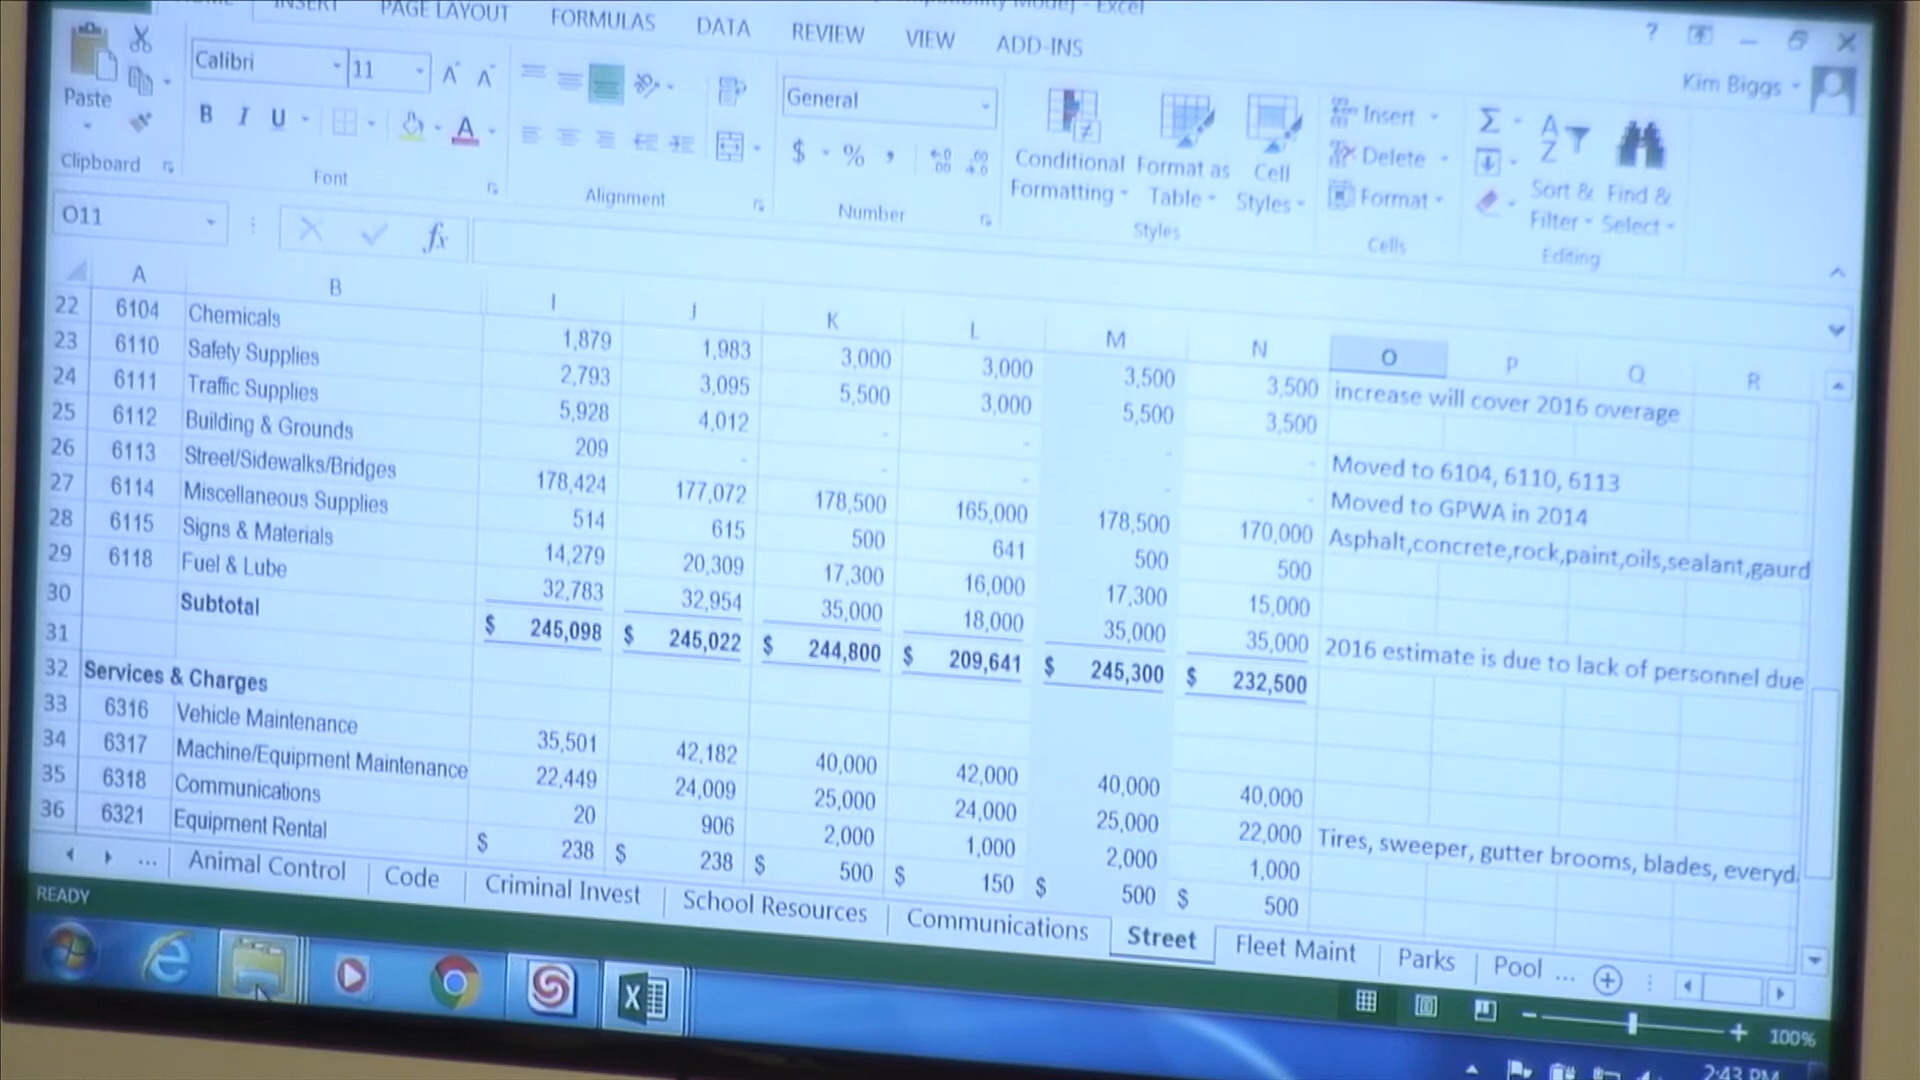 INSERT PAGE LAYOUT FORMULAS DATA REVIEW VIEW ADD-INS
Excel
Kim Biggs
Paste
Clipboard
Calibri 11
B I U
Font
Alignment
General
$ % ,
Number
Conditional Formatting
Format as Table
Cell Styles
Styles
Insert
Delete
Format
Cells
Sort & Filter
Find & Select
Editing
O11 fx
A B I J K L M N O P Q R
22 6104 Chemicals 1,879 1,983 3,000 3,000 3,500 3,500 increase will cover 2016 overage
23 6110 Safety Supplies 2,793 3,095 5,500 3,000 5,500 3,500
24 6111 Traffic Supplies 5,928 4,012 - - - - Moved to 6104, 6110, 6113
25 6112 Building & Grounds 209 - - - - - Moved to GPWA in 2014
26 6113 Street/Sidewalks/Bridges 178,424 177,072 178,500 165,000 178,500 170,000 Asphalt,concrete,rock,paint,oils,sealant,gaurd
27 6114 Miscellaneous Supplies 514 615 500 641 500 500
28 6115 Signs & Materials 14,279 20,309 17,300 16,000 17,300 15,000
29 6118 Fuel & Lube 32,783 32,954 35,000 18,000 35,000 35,000 2016 estimate is due to lack of personnel due
30 Subtotal $ 245,098 $ 245,022 $ 244,800 $ 209,641 $ 245,300 $ 232,500
31
32 Services & Charges
33 6316 Vehicle Maintenance 35,501 42,182 40,000 42,000 40,000 40,000
34 6317 Machine/Equipment Maintenance 22,449 24,009 25,000 24,000 25,000 22,000 Tires, sweeper, gutter brooms, blades, everyd
35 6318 Communications 20 906 2,000 1,000 2,000 1,000
36 6321 Equipment Rental $ 238 $ 238 $ 500 $ 150 $ 500 $ 500
... Animal Control Code Criminal Invest School Resources Communications Street Fleet Maint Parks Pool ...
READY
100%
2:43 PM